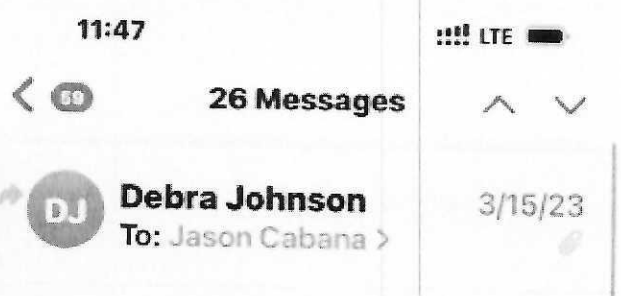 11:47
LTE
69
26 Messages
DJ
Debra Johnson
3/15/23
To: Jason Cabana >